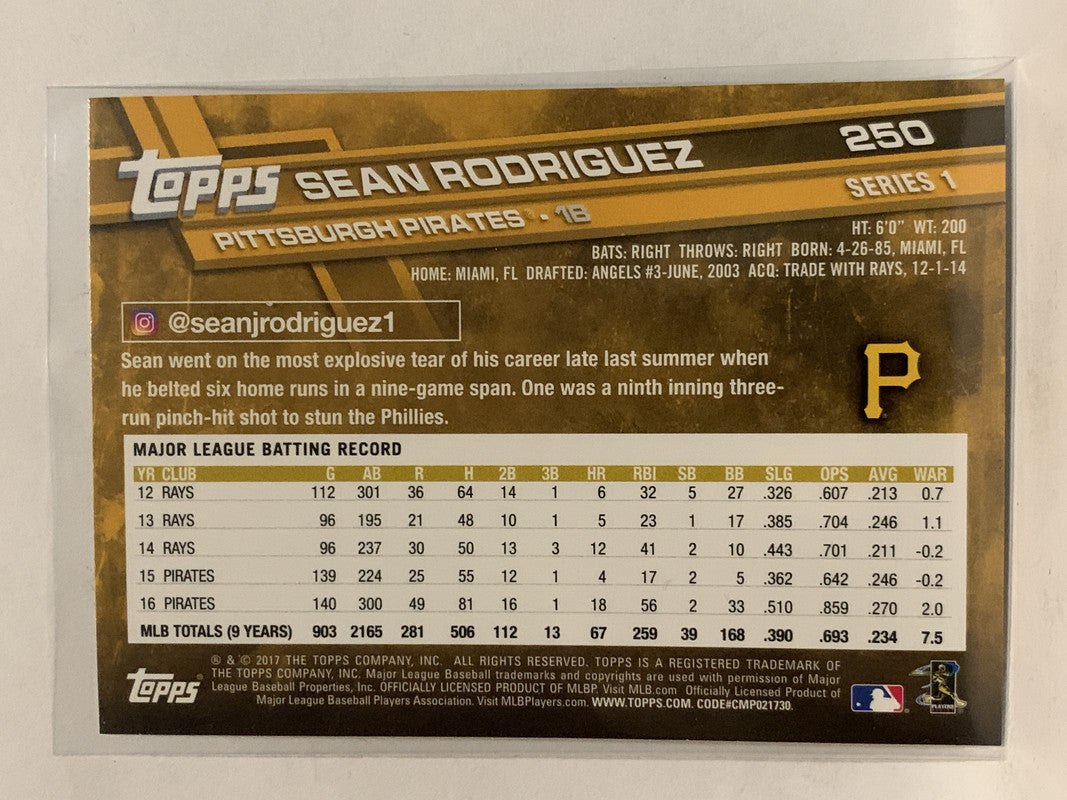 TOPPS SEAN RODRIGUEZ 250
PITTSBURGH PIRATES® - 1B SERIES 1
HT: 6'0" WT: 200
BATS: RIGHT THROWS: RIGHT BORN: 4-26-85, MIAMI, FL
HOME: MIAMI, FL DRAFTED: ANGELS #3-JUNE, 2003 ACQ: TRADE WITH RAYS, 12-1-14
@seanjrodriguez1
Sean went on the most explosive tear of his career late last summer when
he belted six home runs in a nine-game span. One was a ninth inning three-
run pinch-hit shot to stun the Phillies.
P
MAJOR LEAGUE BATTING RECORD
YR CLUB G AB R H 2B 3B HR RBI SB BB SLG OPS AVG WAR
12 RAYS 112 301 36 64 14 1 6 32 5 27 .326 .607 .213 0.7
13 RAYS 96 195 21 48 10 1 5 23 1 17 .385 .704 .246 1.1
14 RAYS 96 237 30 50 13 3 12 41 2 10 .443 .701 .211 -0.2
15 PIRATES 139 224 25 55 12 1 4 17 2 5 .362 .642 .246 -0.2
16 PIRATES 140 300 49 81 16 1 18 56 2 33 .510 .859 .270 2.0
MLB TOTALS (9 YEARS) 903 2165 281 506 112 13 67 259 39 168 .390 .693 .234 7.5
® & © 2017 THE TOPPS COMPANY, INC. ALL RIGHTS RESERVED. TOPPS IS A REGISTERED TRADEMARK OF
THE TOPPS COMPANY, INC. Major League Baseball trademarks and copyrights are used with permission of Major
League Baseball Properties, Inc. OFFICIALLY LICENSED PRODUCT OF MLBP. Visit MLB.com Officially Licensed Product of
Major League Baseball Players Association. Visit MLBPlayers.com. WWW.TOPPS.COM. CODE#CMP021730.
TOPPS
PLAYERS